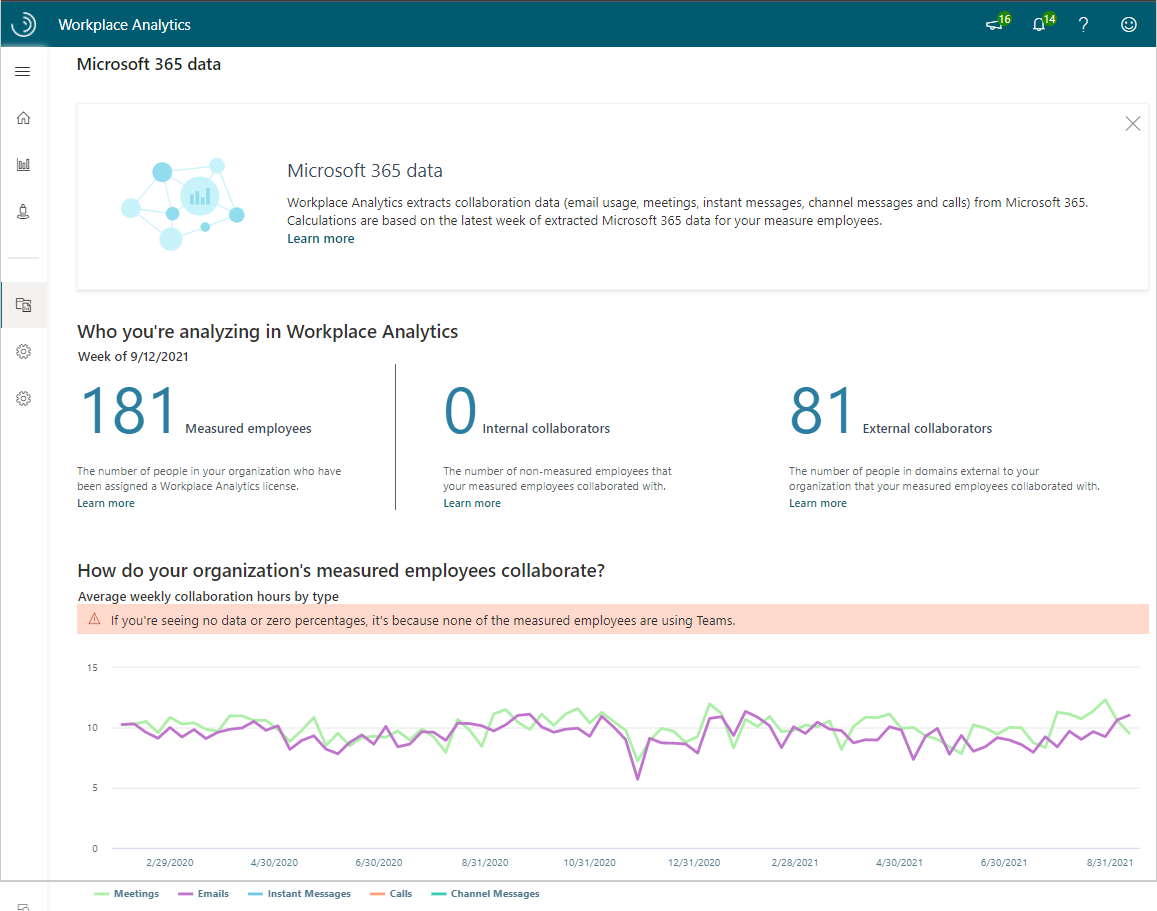 Workplace Analytics
16
14
?
Microsoft 365 data
Microsoft 365 data
Workplace Analytics extracts collaboration data (email usage, meetings, instant messages, channel messages and calls) from Microsoft 365.
Calculations are based on the latest week of extracted Microsoft 365 data for your measure employees.
Learn more
Who you're analyzing in Workplace Analytics
Week of 9/12/2021
181 Measured employees
The number of people in your organization who have
been assigned a Workplace Analytics license.
Learn more
0 Internal collaborators
The number of non-measured employees that
your measured employees collaborated with.
Learn more
81 External collaborators
The number of people in domains external to your
organization that your measured employees collaborated with.
Learn more
How do your organization's measured employees collaborate?
Average weekly collaboration hours by type
If you're seeing no data or zero percentages, it's because none of the measured employees are using Teams.
15
10
5
0
2/29/2020 4/30/2020 6/30/2020 8/31/2020 10/31/2020 12/31/2020 2/28/2021 4/30/2021 6/30/2021 8/31/2021
Meetings Emails Instant Messages Calls Channel Messages